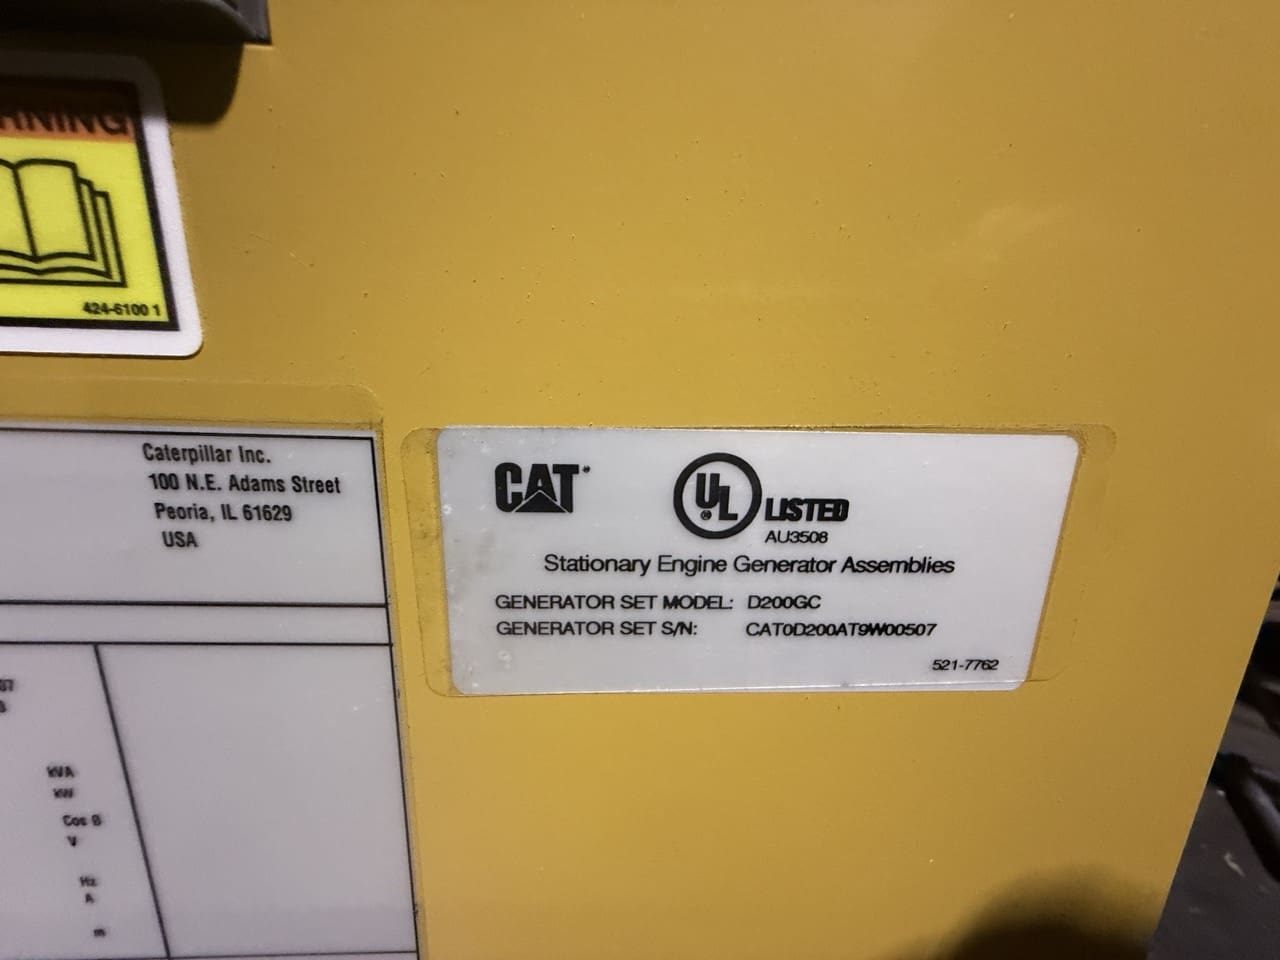 424-6100 1
Caterpillar Inc.
100 N.E. Adams Street
Peoria, IL 61629
USA
CAT
UL LISTED
AU3508
Stationary Engine Generator Assemblies
GENERATOR SET MODEL: D200GC
GENERATOR SET S/N: CAT0D200AT9W00507
521-7762
kVA
kW
Cos Ø
V
Hz
A
m